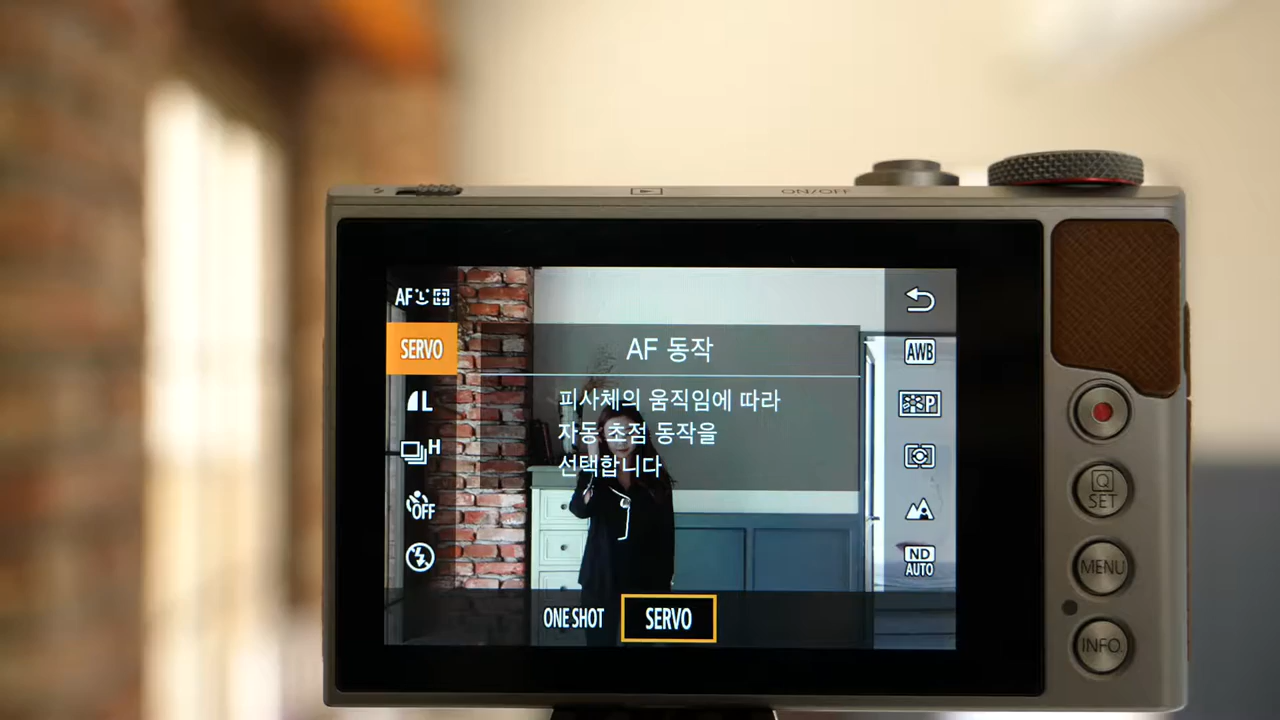 ON/OFF
AF
SERVO
AF 동작
AWB
피사체의 움직임에 따라
L
P
자동 초점 동작을
H
선택합니다
Q
SET
OFF
ND
AUTO
MENU
ONE SHOT
SERVO
INFO.